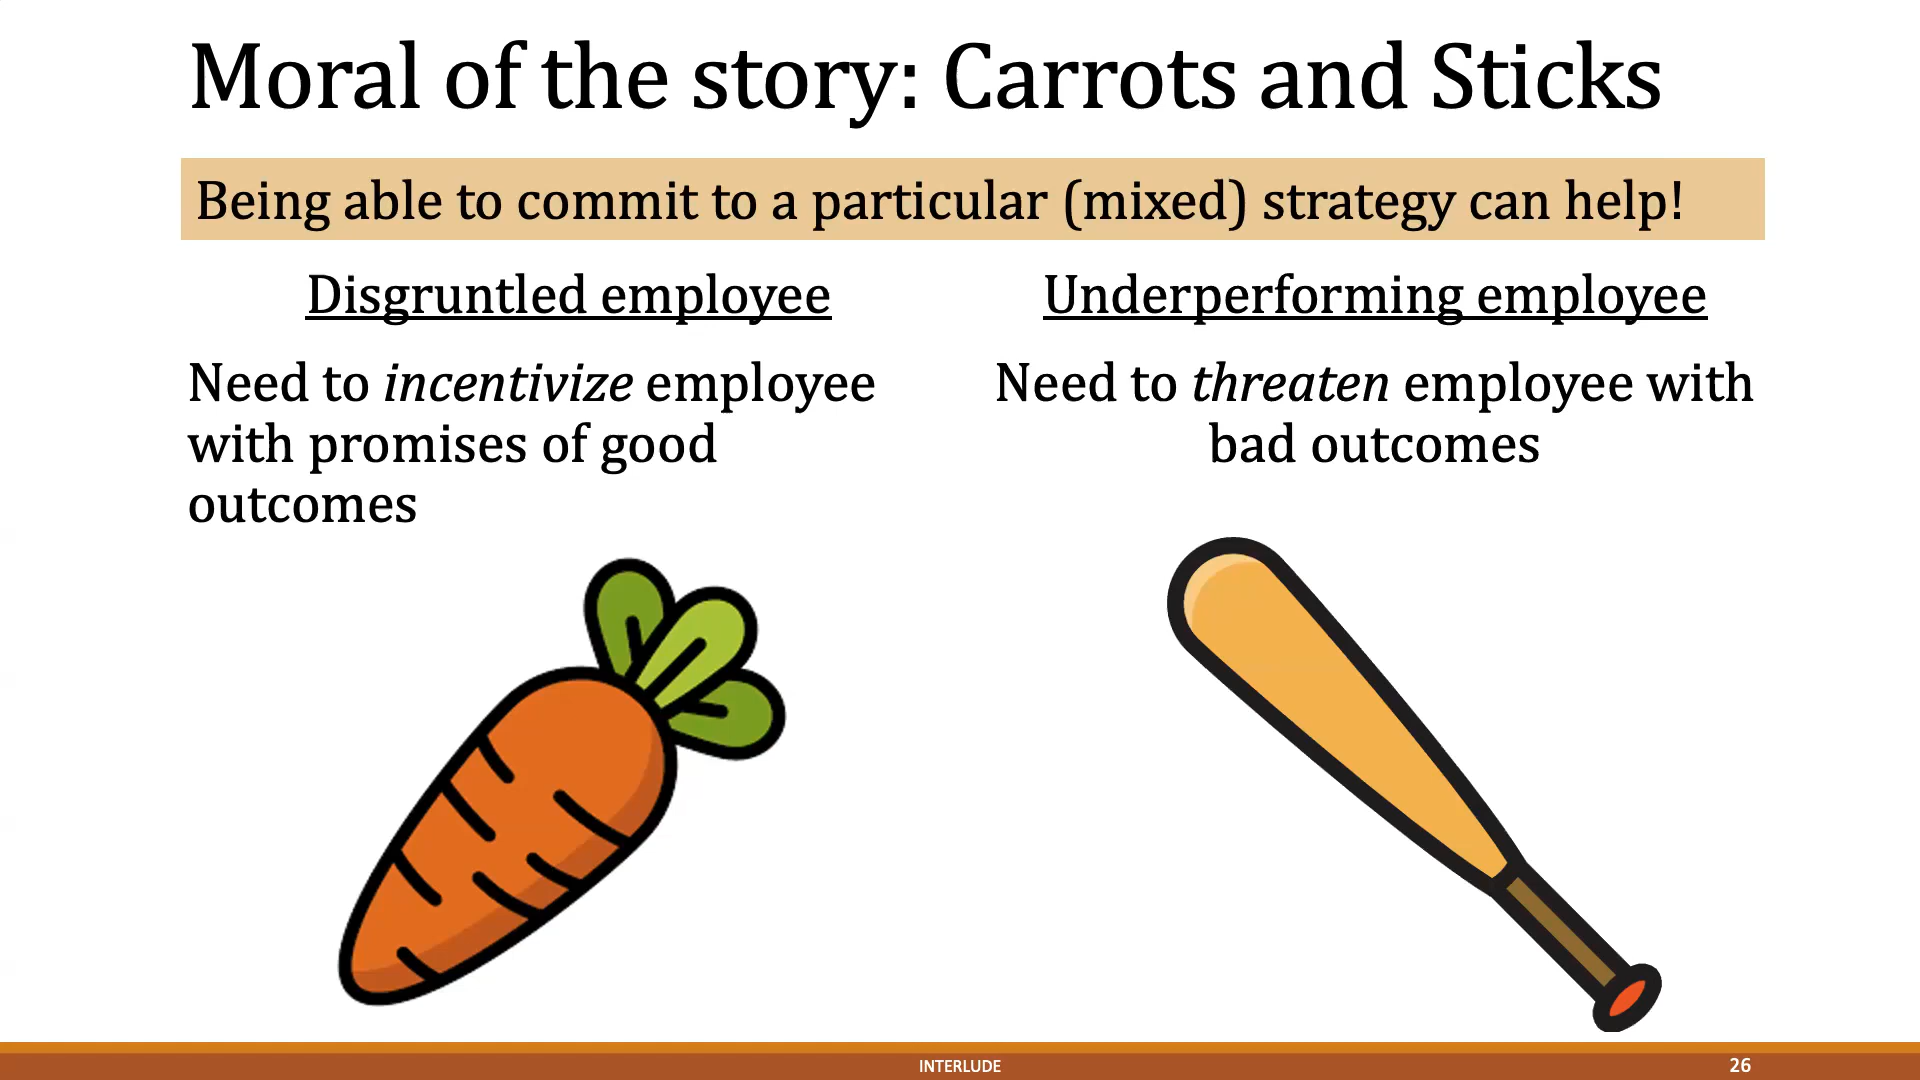 Moral of the story: Carrots and Sticks
Being able to commit to a particular (mixed) strategy can help!
Disgruntled employee
Need to incentivize employee
with promises of good
outcomes
Underperforming employee
Need to threaten employee with
bad outcomes
INTERLUDE
26